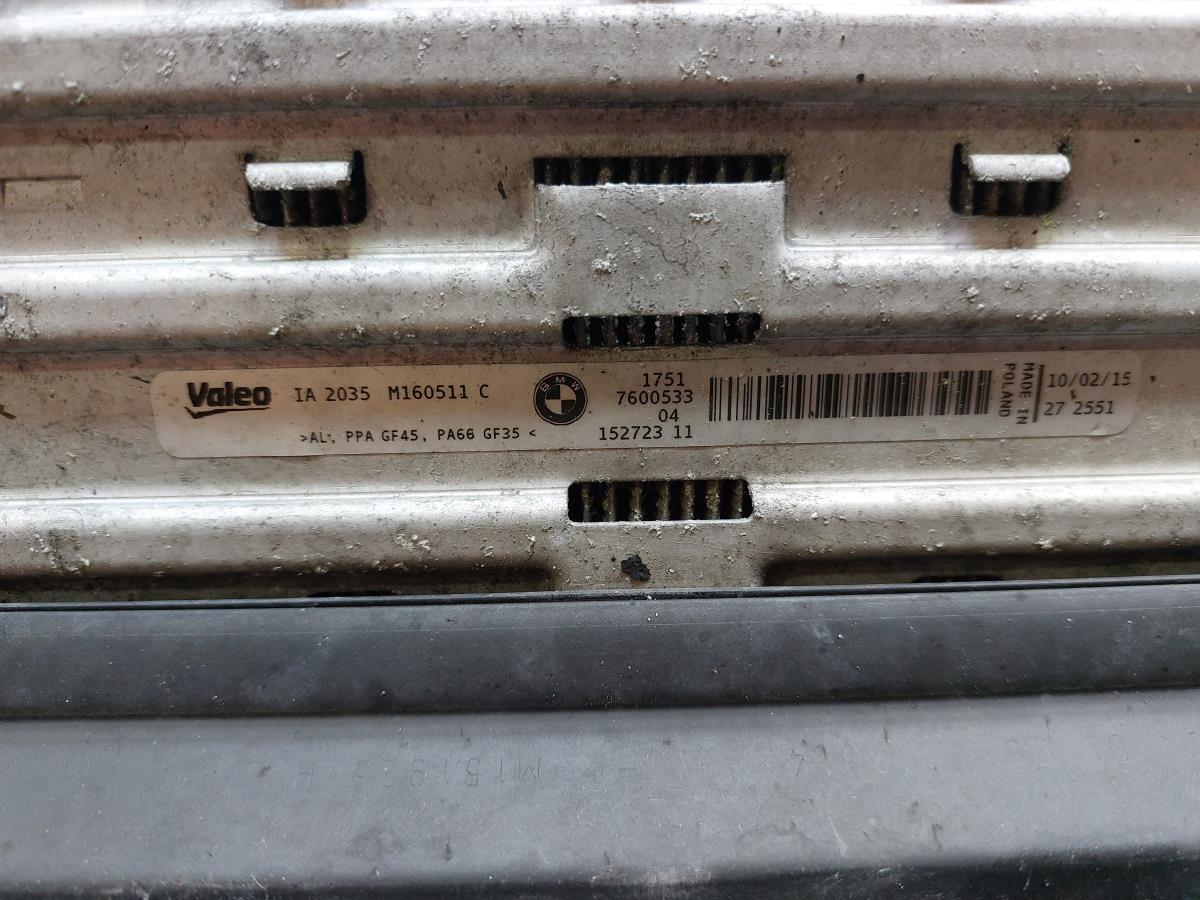 Valeo IA 2035 M160511 C
>AL*, PPA GF45, PA66 GF35 <
BMW
1751
7600533
04
152723 11
MADE IN
POLAND
10/02/15
27 2551